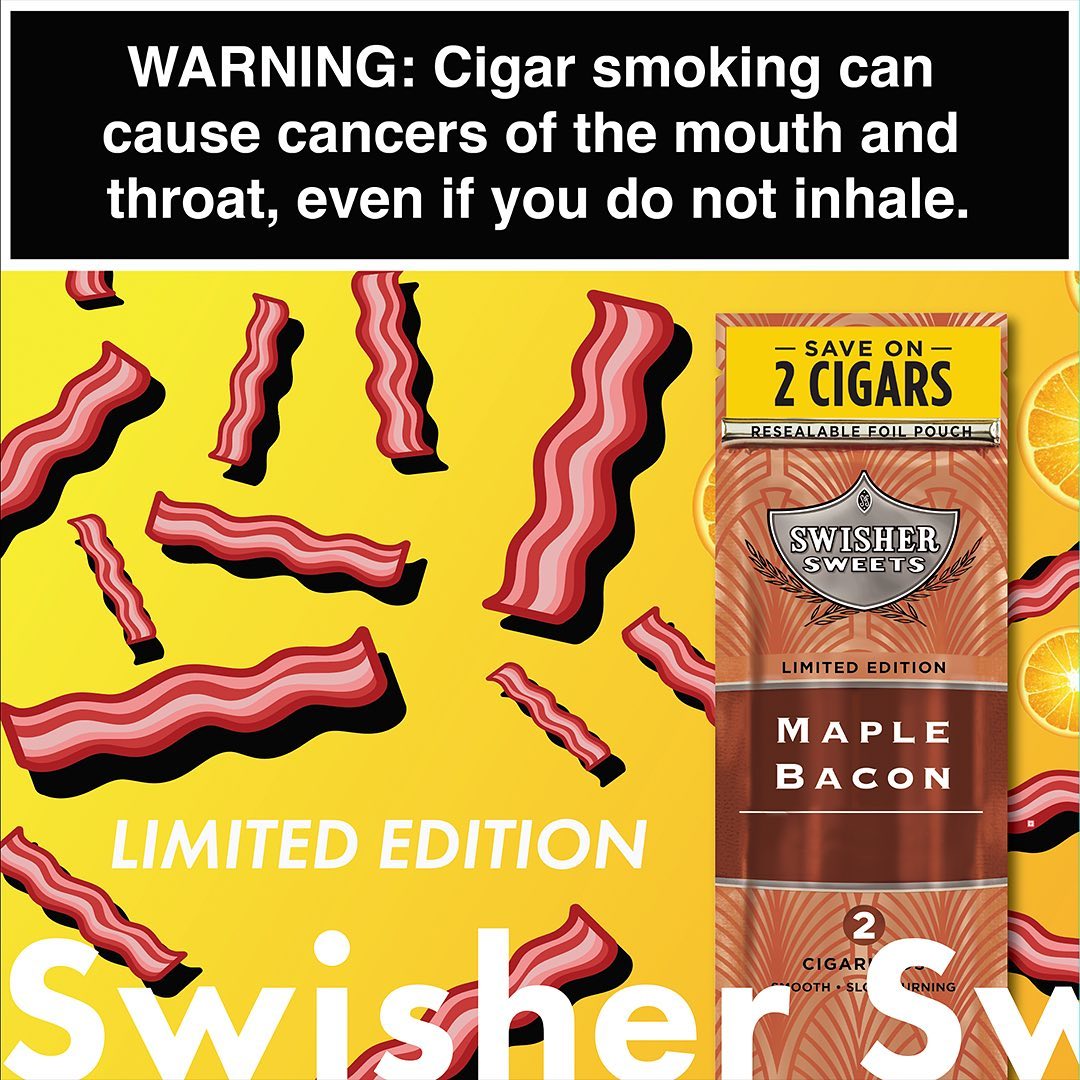 WARNING: Cigar smoking can
cause cancers of the mouth and
throat, even if you do not inhale.
— SAVE ON —
2 CIGARS
RESEALABLE FOIL POUCH
SWISHER
SWEETS
LIMITED EDITION
MAPLE
BACON
LIMITED EDITION
2
SMOOTH •
Swisher Sw